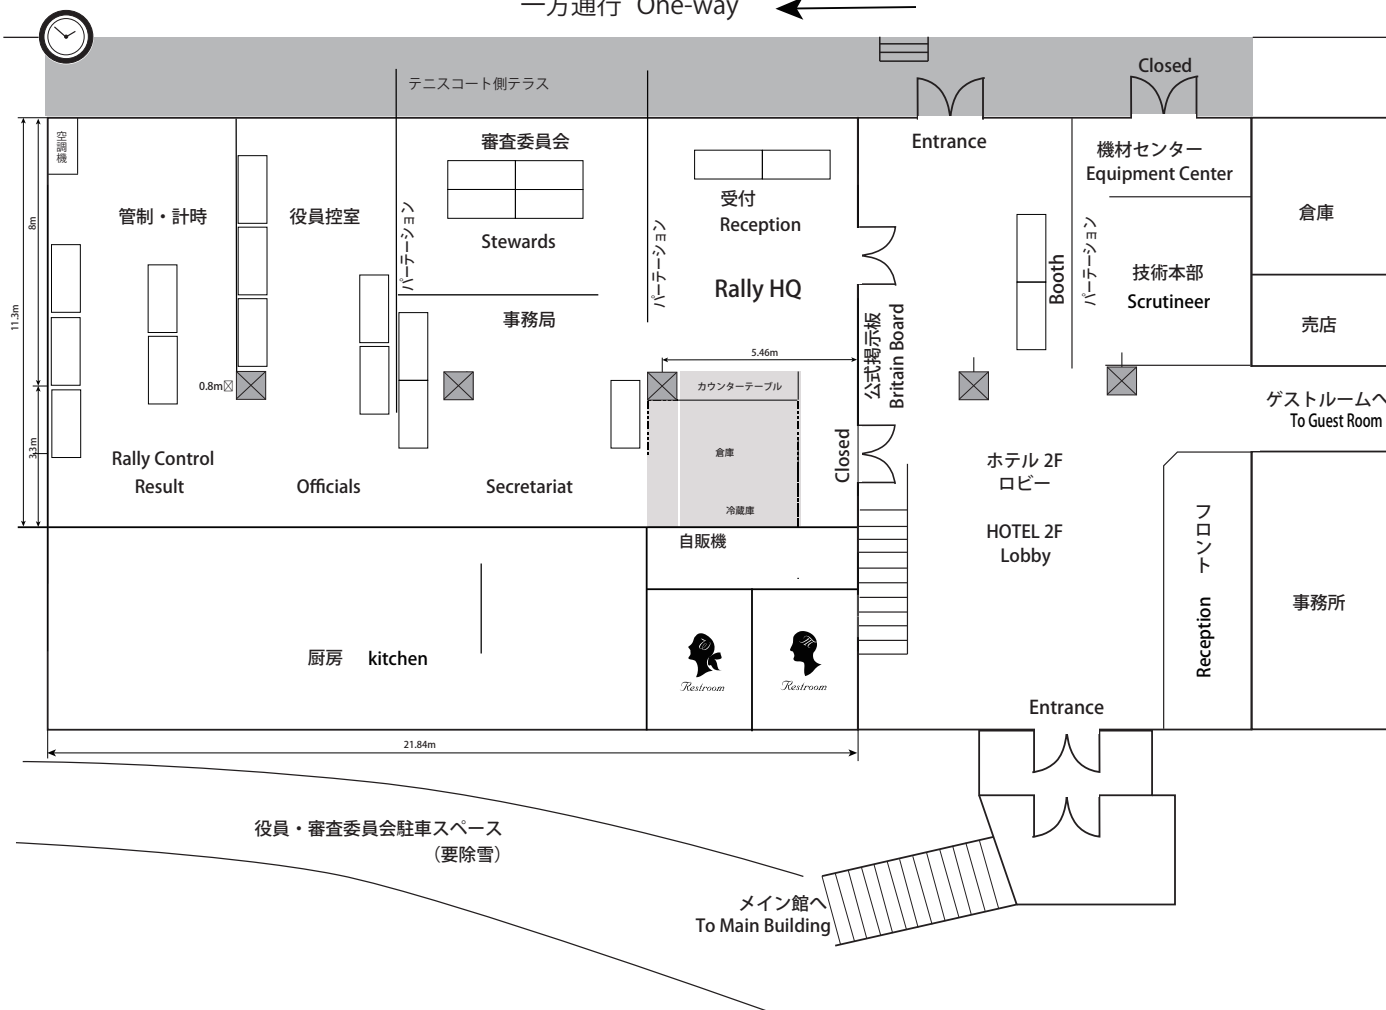 一方通行 One-way
Closed
テニスコート側テラス
空調機
審査委員会
Entrance
機材センター
Equipment Center
受付
Reception
管制・計時
役員控室
パーテーション
Stewards
パーテーション
Rally HQ
Booth
パーテーション
技術本部
Scrutineer
倉庫
売店
8m
11.3m
3.3m
0.8m
事務局
5.46m
カウンターテーブル
公式掲示板
Britain Board
ゲストルームへ
To Guest Room
Rally Control
Result
Officials
Secretariat
倉庫
冷蔵庫
Closed
ホテル 2F
ロビー
HOTEL 2F
Lobby
自販機
フロント Reception
事務所
厨房 kitchen
W
Restroom
M
Restroom
Entrance
21.84m
役員・審査委員会駐車スペース
（要除雪）
メイン館へ
To Main Building